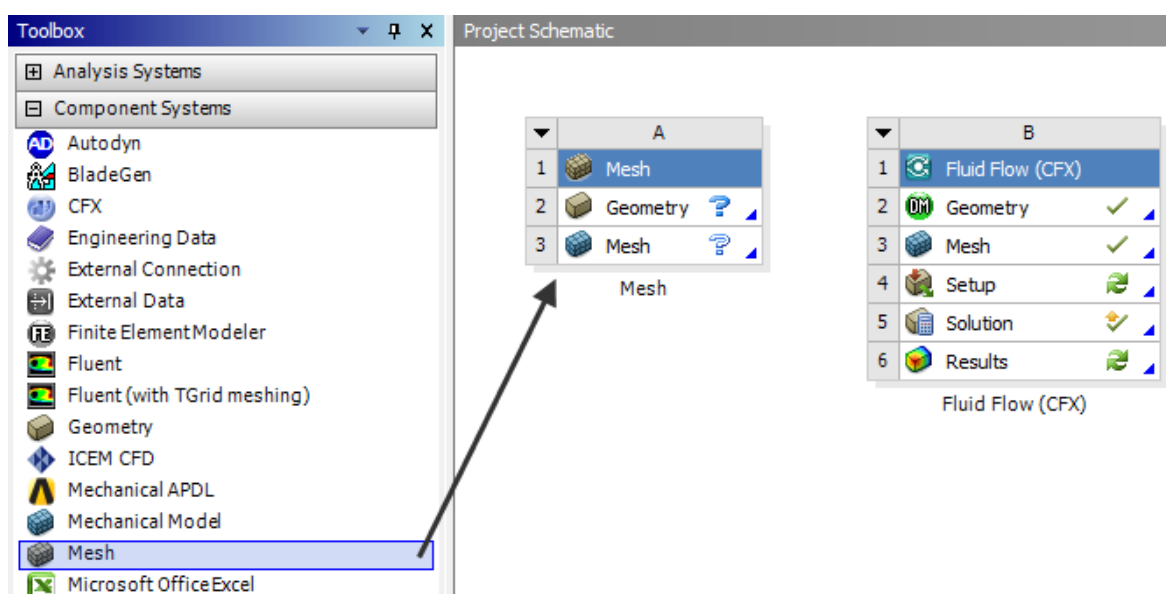 Toolbox
Analysis Systems
Component Systems
Autodyn
BladeGen
CFX
Engineering Data
External Connection
External Data
Finite Element Modeler
Fluent
Fluent (with TGrid meshing)
Geometry
ICEM CFD
Mechanical APDL
Mechanical Model
Mesh
Microsoft Office Excel
Project Schematic
A
1 Mesh
2 Geometry ?
3 Mesh ?
Mesh
B
1 Fluid Flow (CFX)
2 DM Geometry
3 Mesh
4 Setup
5 Solution
6 Results
Fluid Flow (CFX)